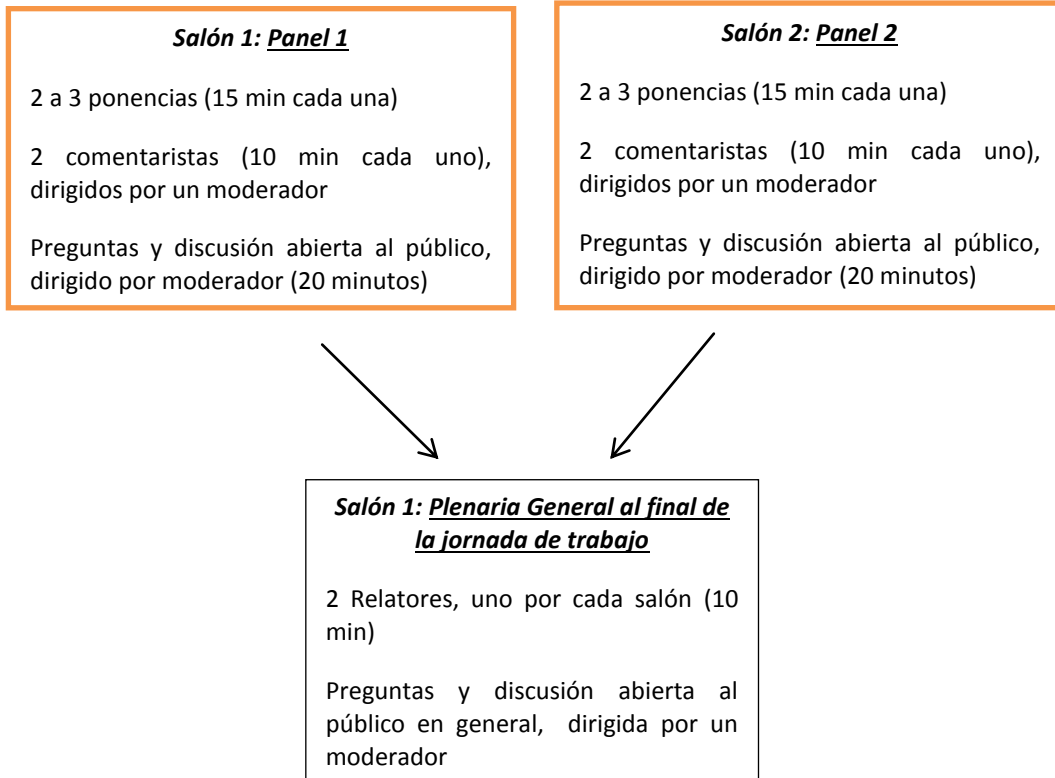 Salón 1: Panel 1
2 a 3 ponencias (15 min cada una)
2 comentaristas (10 min cada uno),
dirigidos por un moderador
Preguntas y discusión abierta al público,
dirigido por moderador (20 minutos)
Salón 2: Panel 2
2 a 3 ponencias (15 min cada una)
2 comentaristas (10 min cada uno),
dirigidos por un moderador
Preguntas y discusión abierta al público,
dirigido por moderador (20 minutos)
Salón 1: Plenaria General al final de
la jornada de trabajo
2 Relatores, uno por cada salón (10
min)
Preguntas y discusión abierta al
público en general, dirigida por un
moderador